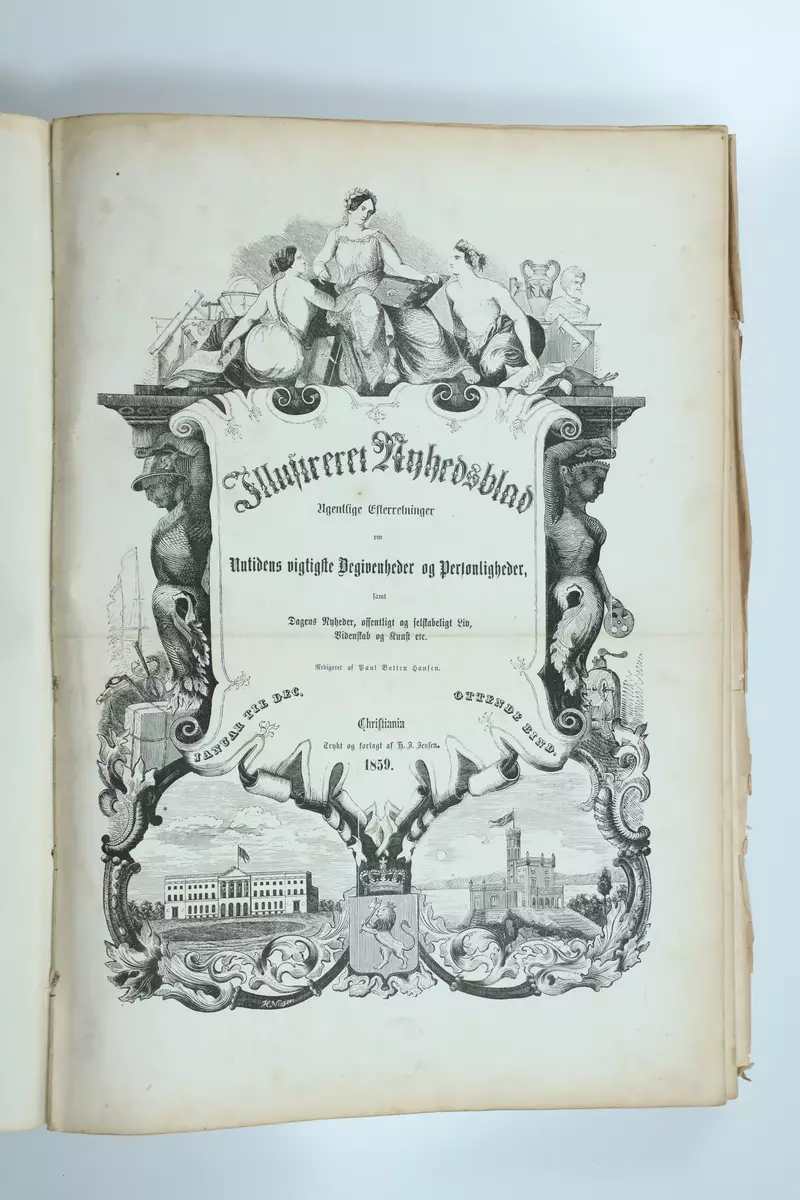 Illustreret Nyhedsblad
Ugentlige Efterretninger
om
Nutidens vigtigste Begivenheder og Personligheder,
samt
Dagens Nyheder, offentligt og selskabeligt Liv,
Videnskab og Kunst etc.
Redigeret af Paul Botten Hansen.
JANUAR TIL DEC.
OTTENDE BIND.
Christiania
Trykt og forlagt af H. J. Jensen.
1859.